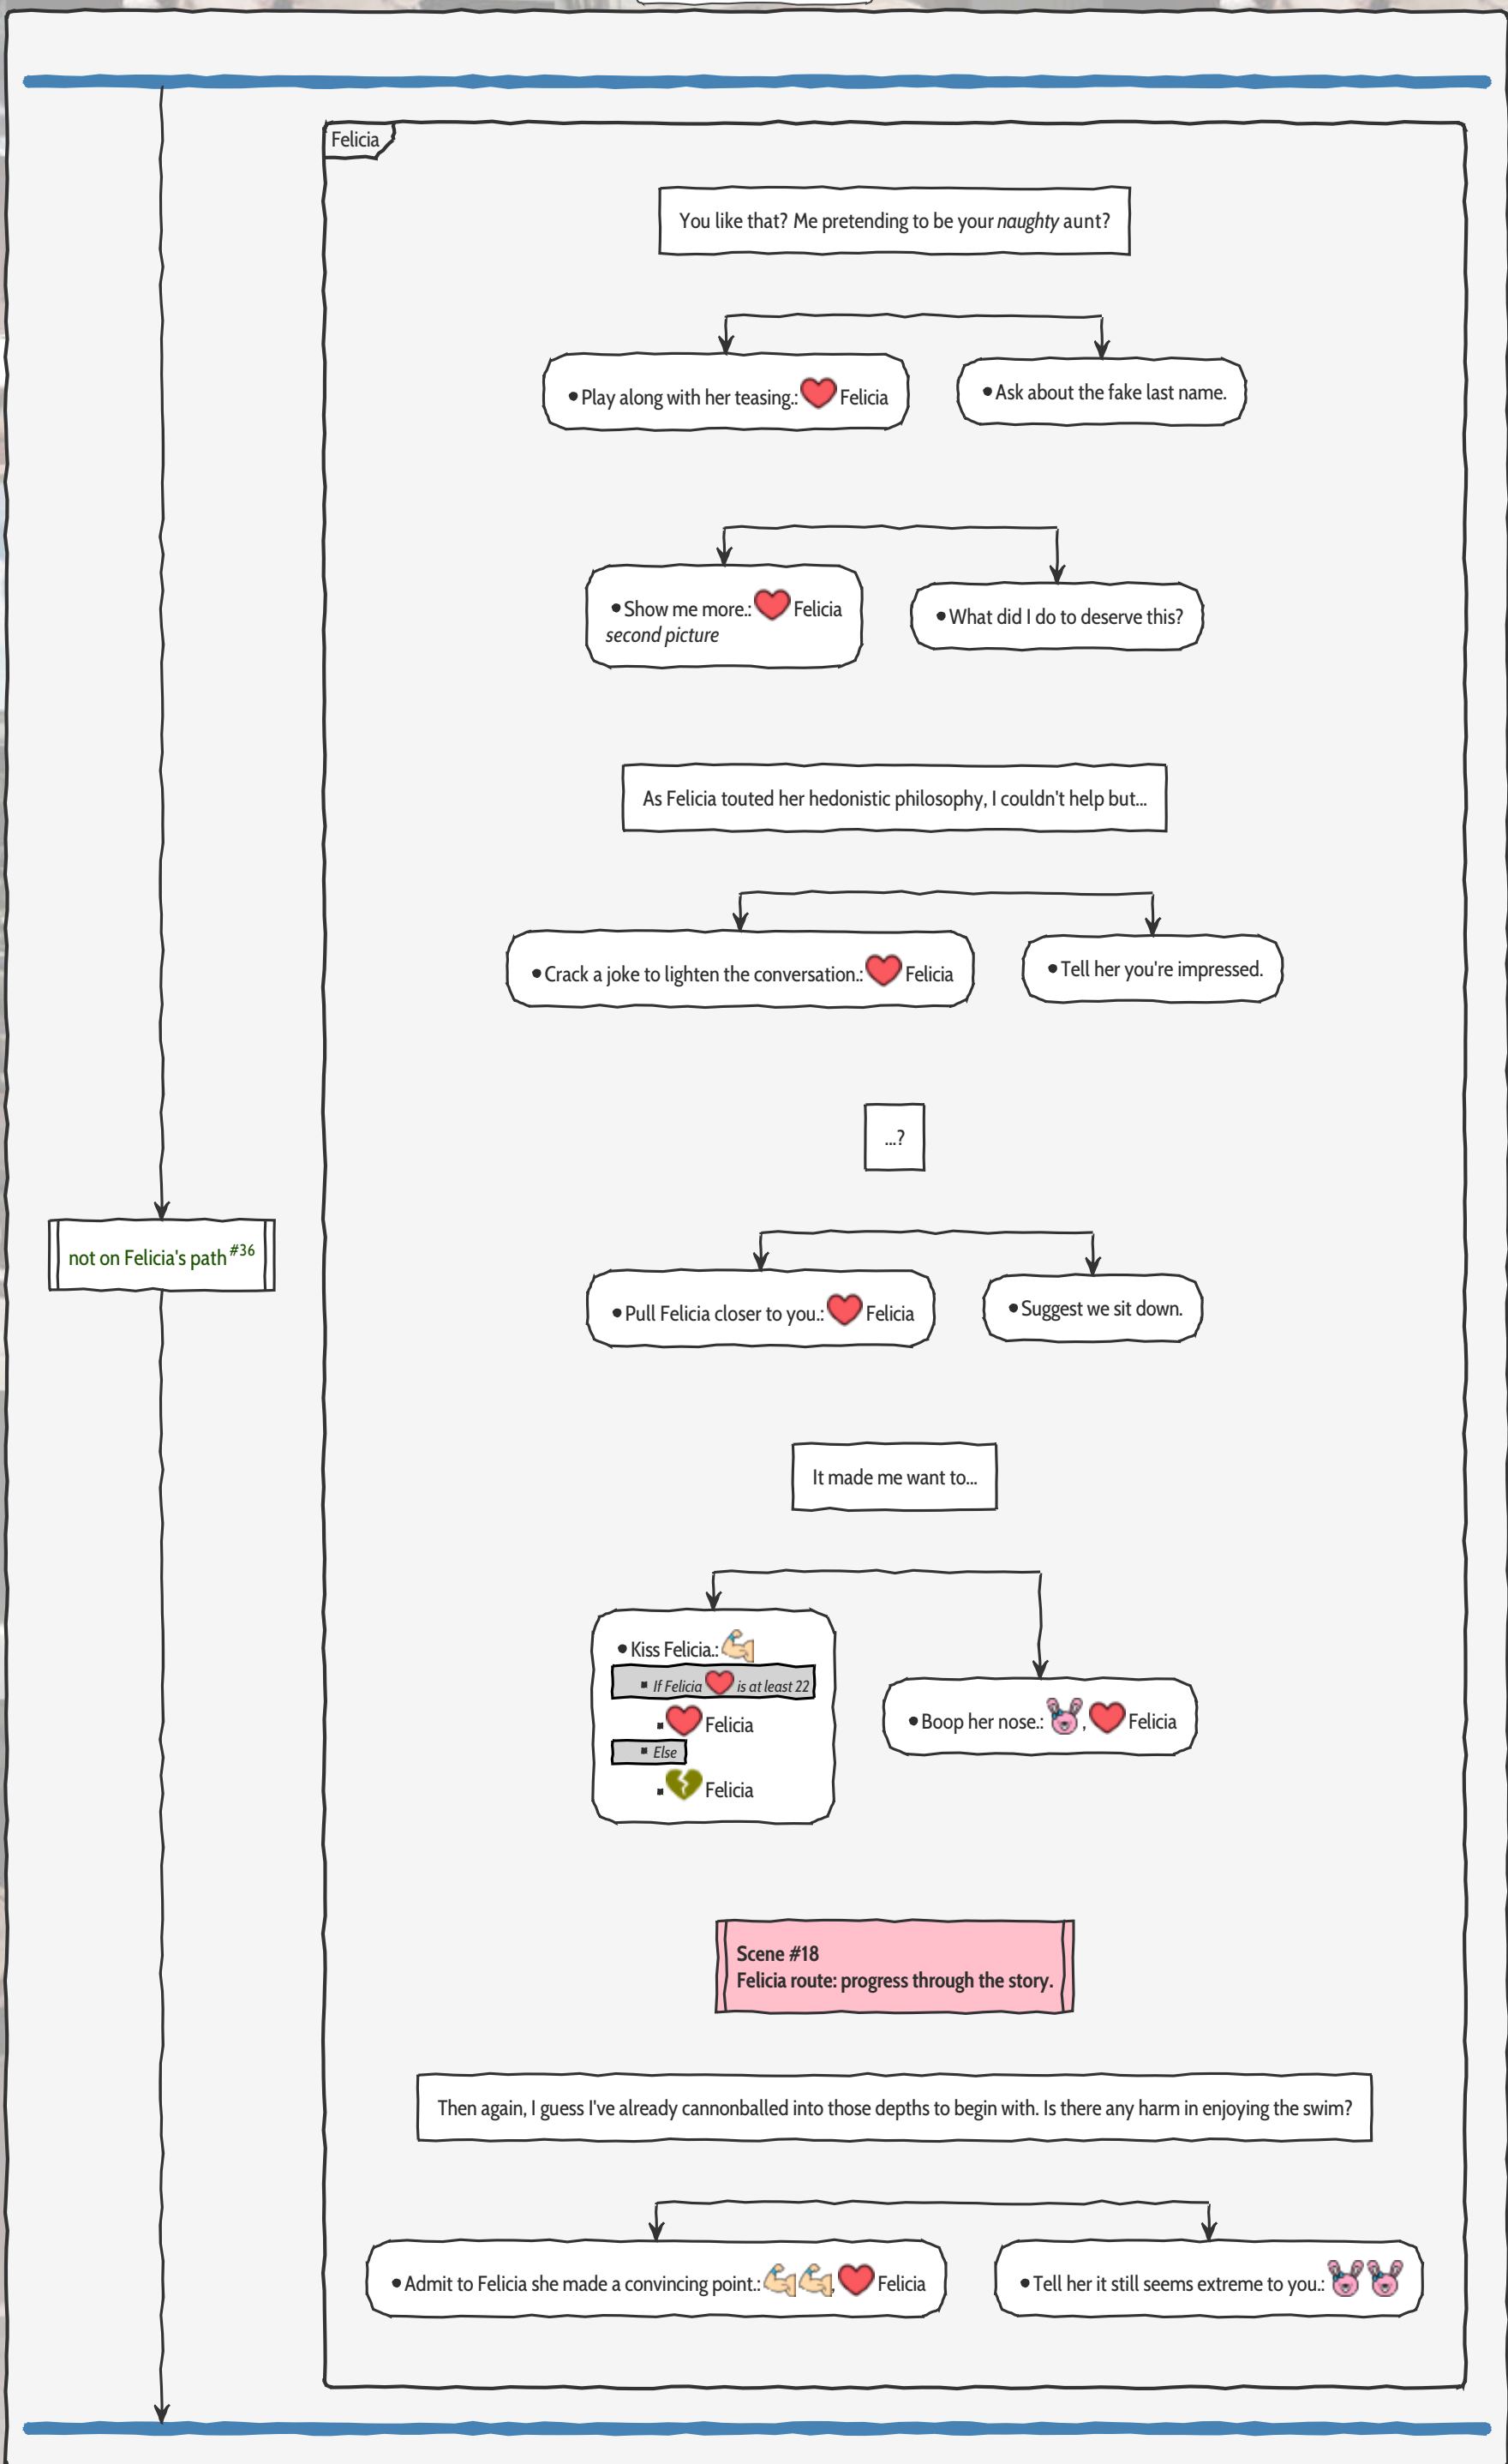 Felicia
You like that? Me pretending to be your naughty aunt?
•Play along with her teasing.: Felicia
•Ask about the fake last name.
•Show me more.: Felicia
second picture
•What did I do to deserve this?
As Felicia touted her hedonistic philosophy, I couldn't help but...
•Crack a joke to lighten the conversation.: Felicia
•Tell her you're impressed.
...?
not on Felicia's path #36
•Pull Felicia closer to you.: Felicia
•Suggest we sit down.
It made me want to...
•Kiss Felicia.:
▪ If Felicia is at least 22
▪ Felicia
▪ Else
▪ Felicia
•Boop her nose.: , Felicia
Scene #18
Felicia route: progress through the story.
Then again, I guess I've already cannonballed into those depths to begin with. Is there any harm in enjoying the swim?
•Admit to Felicia she made a convincing point.: , Felicia
•Tell her it still seems extreme to you.: